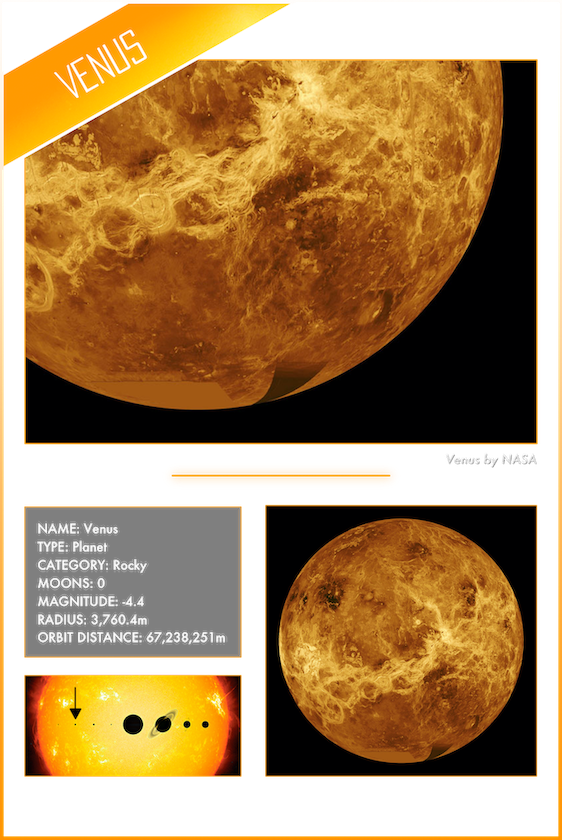 VENUS
Venus by NASA
NAME: Venus
TYPE: Planet
CATEGORY: Rocky
MOONS: 0
MAGNITUDE: -4.4
RADIUS: 3,760.4m
ORBIT DISTANCE: 67,238,251m